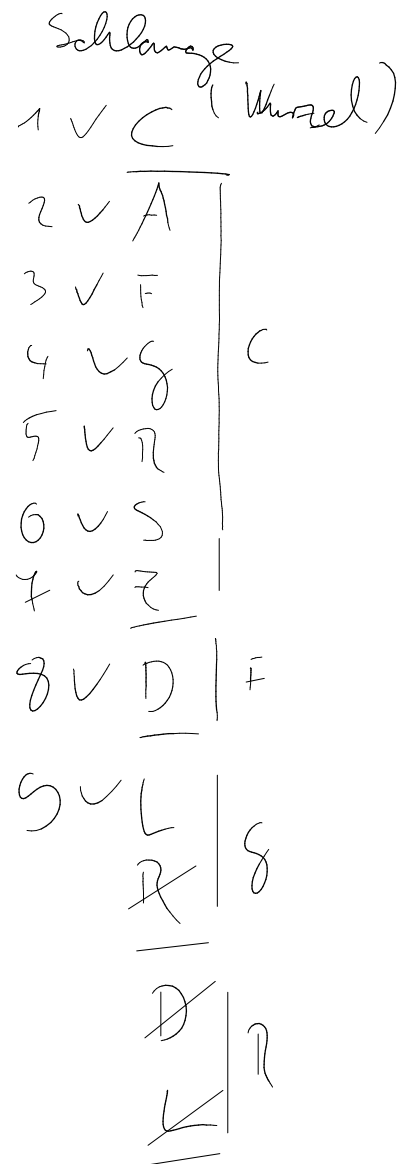 Schlange
(Wurzel)
1 ✓ C
2 ✓ A
3 ✓ F
4 ✓ G
C
5 ✓ R
6 ✓ S
7 ✓ Z
8 ✓ D F
9 ✓ L
R G
D
L R